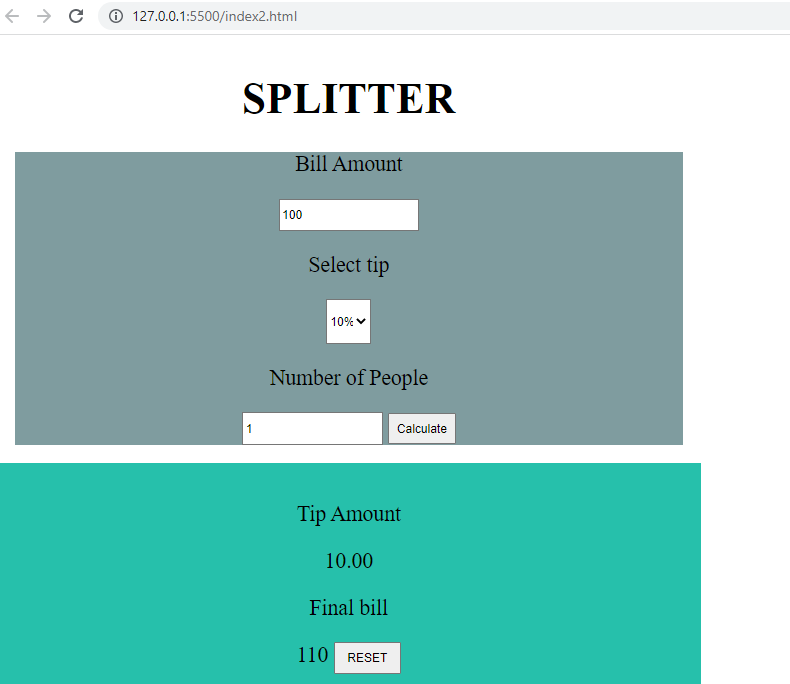 127.0.0.1:5500/index2.html
SPLITTER
Bill Amount
100
Select tip
10%
Number of People
1 Calculate
Tip Amount
10.00
Final bill
110 RESET